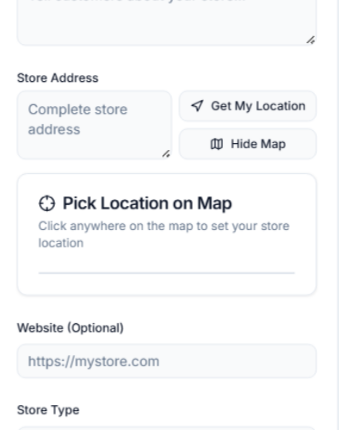 Store Address
Complete store
address
Get My Location
Hide Map
Pick Location on Map
Click anywhere on the map to set your store
location
Website (Optional)
https://mystore.com
Store Type